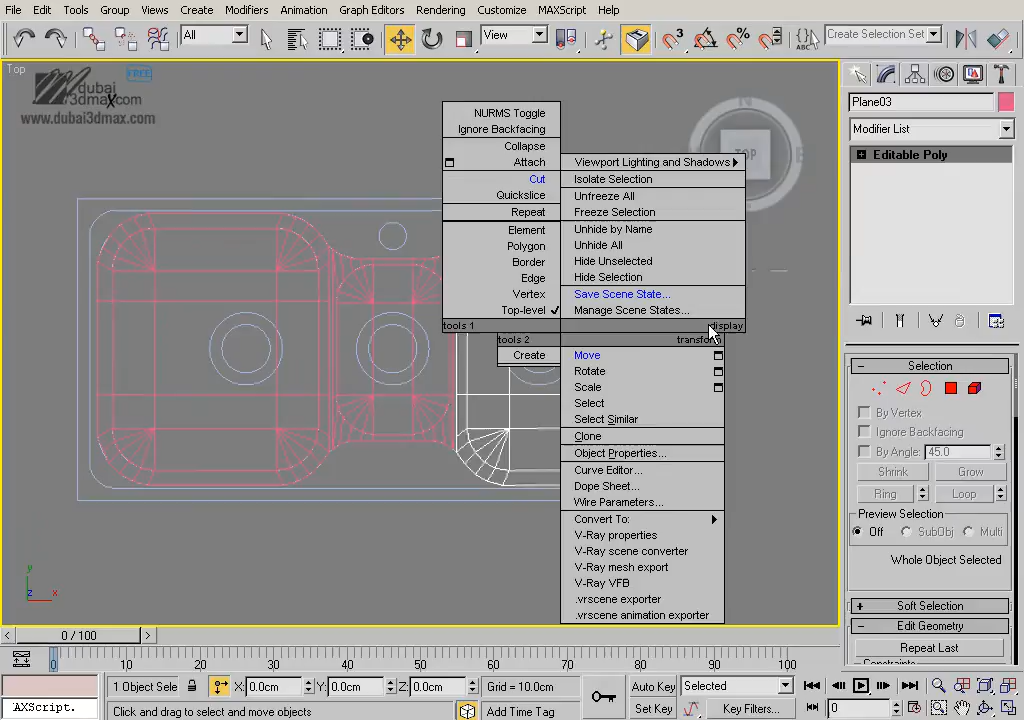 File Edit Tools Group Views Create Modifiers Animation Graph Editors Rendering Customize MAXScript Help
All
View
3
ABC
Create Selection Set
Top
FREE
dubai
3dmax.com
www.dubai3dmax.com
N
TOP
Plane03
Modifier List
Editable Poly
NURMS Toggle
Ignore Backfacing
Collapse
Attach
Cut
Quickslice
Repeat
Element
Polygon
Border
Edge
Vertex
Top-level
tools 1
Viewport Lighting and Shadows
Isolate Selection
Unfreeze All
Freeze Selection
Unhide by Name
Unhide All
Hide Unselected
Hide Selection
Save Scene State...
Manage Scene States...
display
tools 2
transform
Create
Move
Rotate
Scale
Select
Select Similar
Clone
Object Properties...
Curve Editor...
Dope Sheet...
Wire Parameters...
Convert To:
V-Ray properties
V-Ray scene converter
V-Ray mesh export
V-Ray VFB
.vrscene exporter
.vrscene animation exporter
Selection
By Vertex
Ignore Backfacing
By Angle: 45.0
Shrink Grow
Ring Loop
Preview Selection
Off SubObj Multi
Whole Object Selected
Soft Selection
Edit Geometry
Repeat Last
Constraints
y
z x
0 / 100
0 10 20 30 40 50 60 70 80 90 100
1 Object Sele X: 0.0cm Y: 0.0cm Z: 0.0cm Grid = 10.0cm
Auto Key Selected
AXScript. Click and drag to select and move objects Add Time Tag
Set Key Key Filters... 0